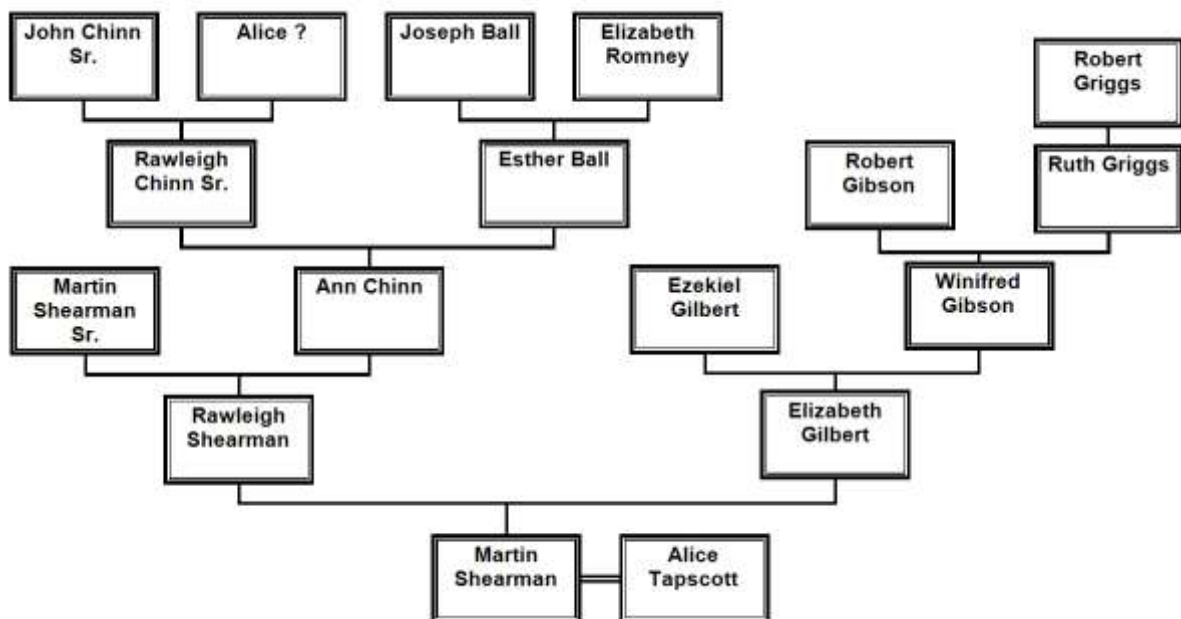 John Chinn
Sr.
Alice ?
Joseph Ball
Elizabeth
Romney
Robert
Griggs
Rawleigh
Chinn Sr.
Esther Ball
Robert
Gibson
Ruth Griggs
Martin
Shearman
Sr.
Ann Chinn
Ezekiel
Gilbert
Winifred
Gibson
Rawleigh
Shearman
Elizabeth
Gilbert
Martin
Shearman
Alice
Tapscott